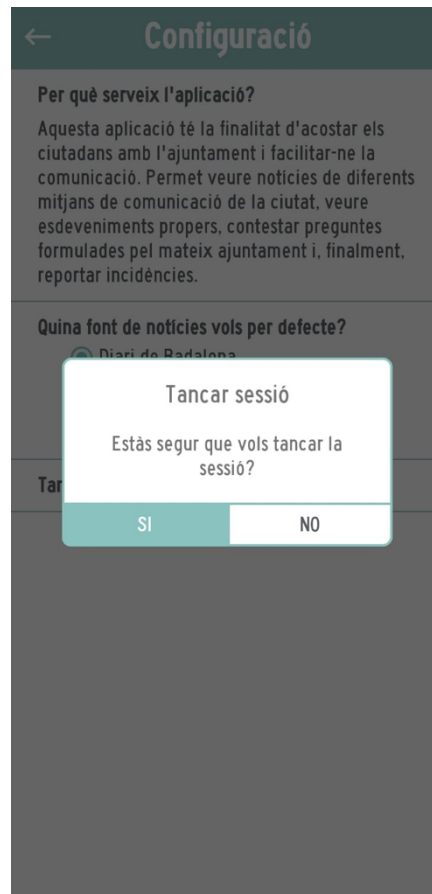 ← Configuració
Per què serveix l'aplicació?
Aquesta aplicació té la finalitat d'acostar els
ciutadans amb l'ajuntament i facilitar-ne la
comunicació. Permet veure notícies de diferents
mitjans de comunicació de la ciutat, veure
esdeveniments propers, contestar preguntes
formulades pel mateix ajuntament i, finalment,
reportar incidències.
Quina font de notícies vols per defecte?
Diari de Badalona
Tancar sessió
Estàs segur que vols tancar la
sessió?
SI NO